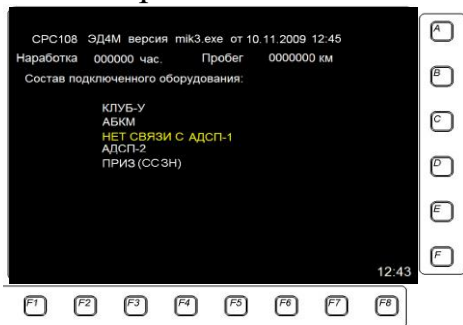 СРС108 ЭД4М версия mik3.exe от 10.11.2009 12:45
Наработка 000000 час. Пробег 0000000 км
Состав подключенного оборудования:
КЛУБ-У
АБКМ
НЕТ СВЯЗИ С АДСП-1
АДСП-2
ПРИЗ (ССЗН)
12:43
A
B
C
D
E
F
F1 F2 F3 F4 F5 F6 F7 F8